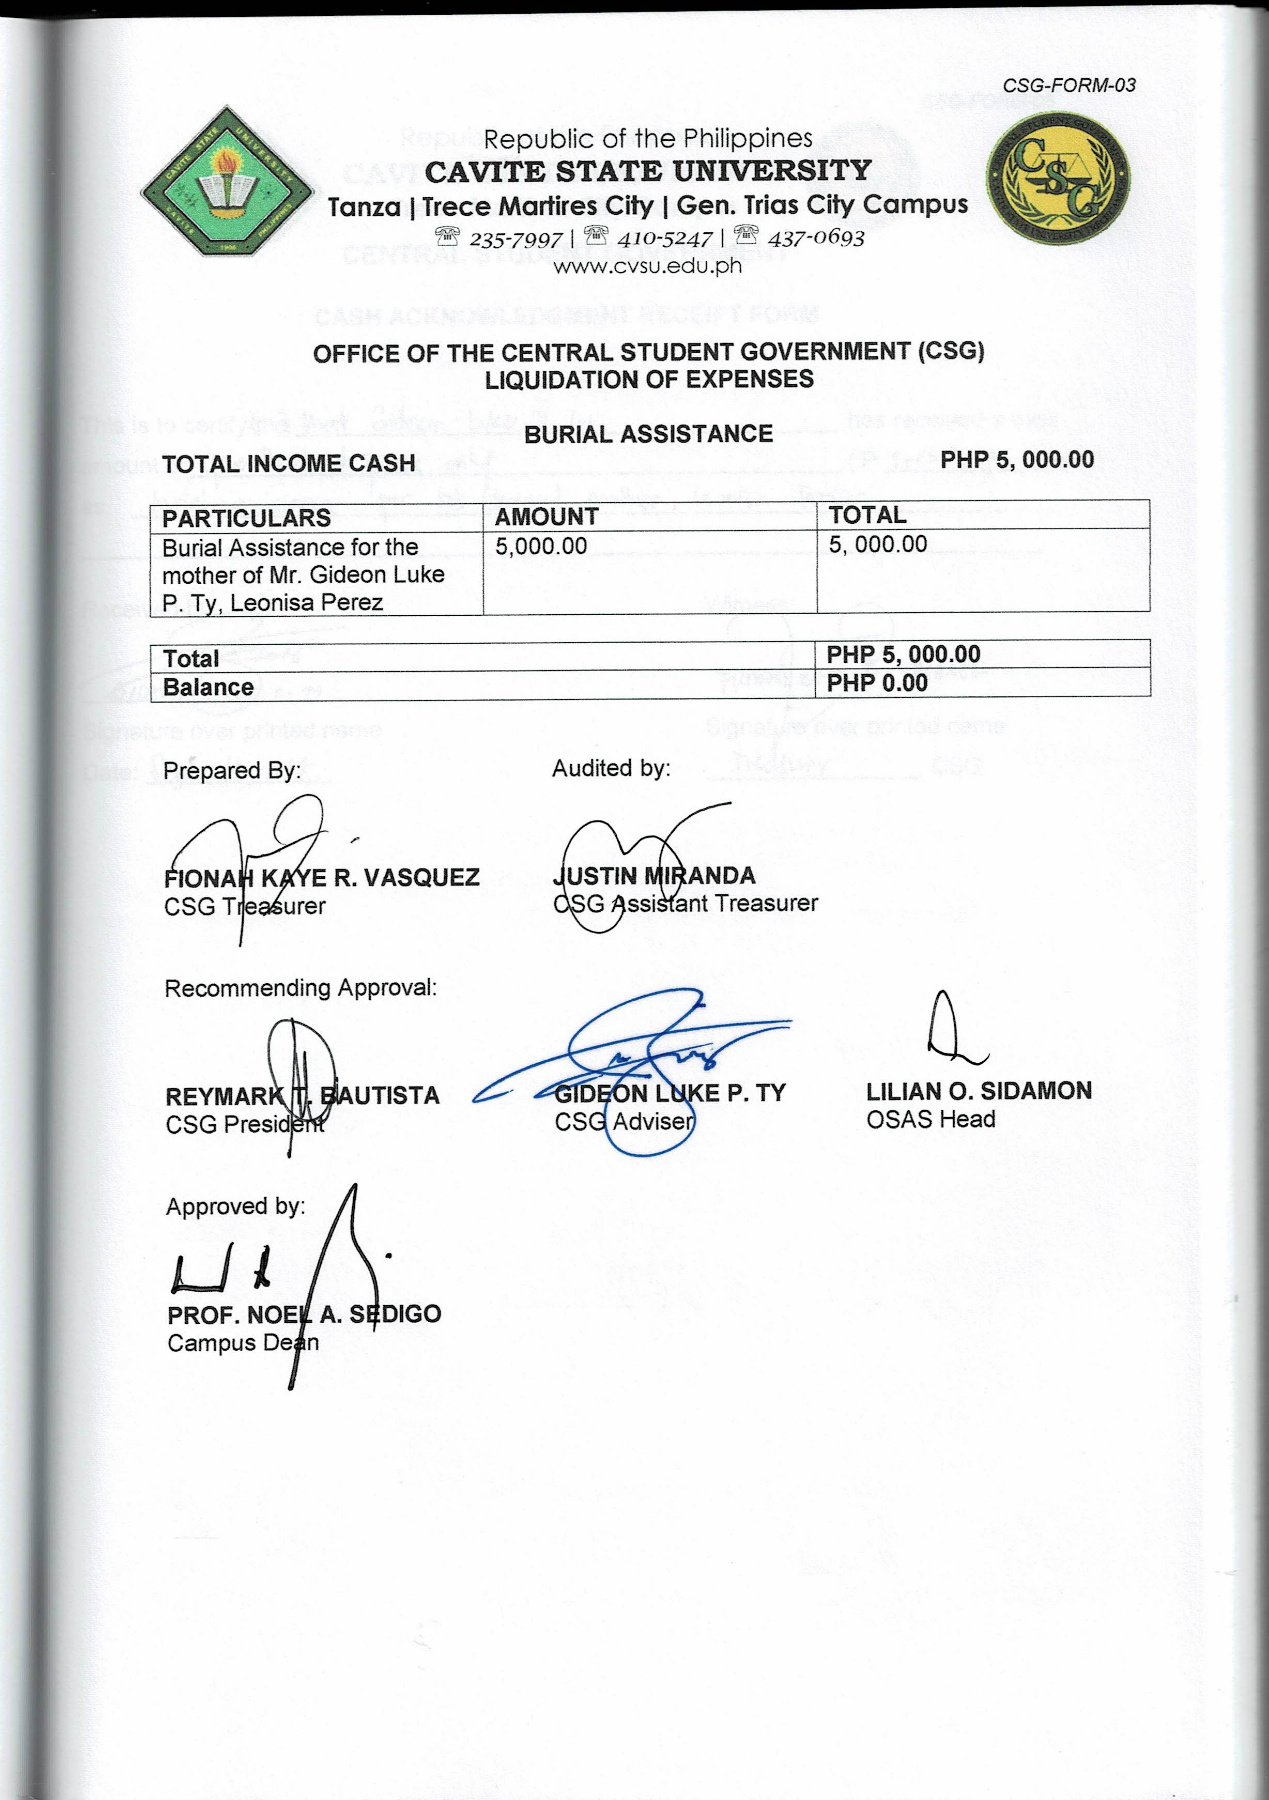 CSG-FORM-03
Republic of the Philippines
CAVITE STATE UNIVERSITY
Tanza | Trece Martires City | Gen. Trias City Campus
☏ 235-7997 | ☏ 410-5247 | ☏ 437-0693
www.cvsu.edu.ph
OFFICE OF THE CENTRAL STUDENT GOVERNMENT (CSG)
LIQUIDATION OF EXPENSES
BURIAL ASSISTANCE
TOTAL INCOME CASH PHP 5, 000.00
PARTICULARS AMOUNT TOTAL
Burial Assistance for the 5,000.00 5, 000.00
mother of Mr. Gideon Luke
P. Ty, Leonisa Perez
Total PHP 5, 000.00
Balance PHP 0.00
Prepared By: Audited by:
FIONAH KAYE R. VASQUEZ JUSTIN MIRANDA
CSG Treasurer CSG Assistant Treasurer
Recommending Approval:
REYMARK T. BAUTISTA GIDEON LUKE P. TY LILIAN O. SIDAMON
CSG President CSG Adviser OSAS Head
Approved by:
PROF. NOEL A. SEDIGO
Campus Dean